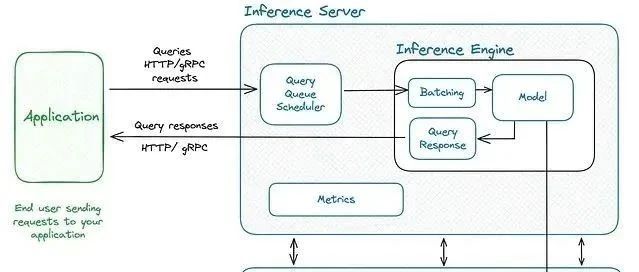 Inference Server
Queries
HTTP/gRPC
requests
Inference Engine
Query
Queue
Scheduler
Batching
Model
Application
Query responses
HTTP/ gRPC
Query
Response
Metrics
End user sending
requests to your
application